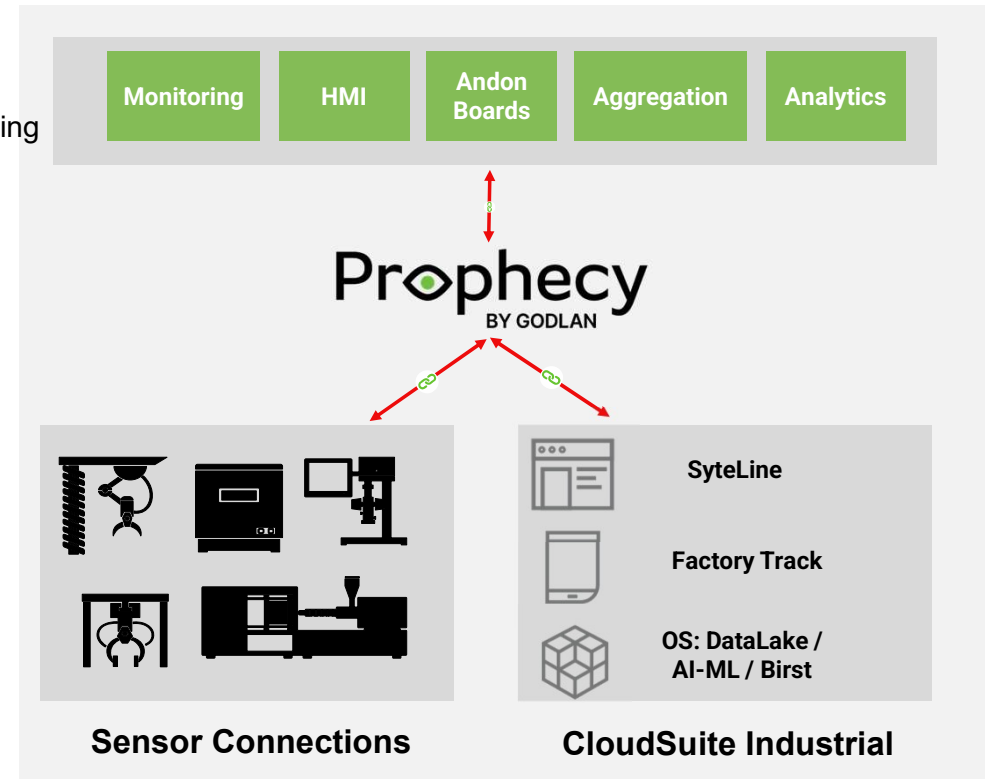 ing
Monitoring
HMI
Andon
Boards
Aggregation
Analytics
Prophecy
BY GODLAN
SyteLine
Factory Track
OS: DataLake /
AI-ML / Birst
Sensor Connections
CloudSuite Industrial